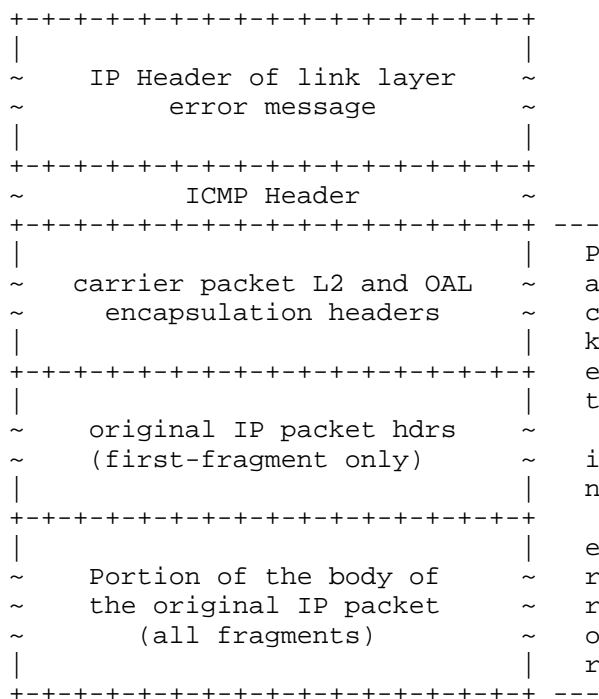 +-+-+-+-+-+-+-+-+-+-+-+-+-+-+-+-+
|                               |
~     IP Header of link layer   ~
~          error message        ~
|                               |
+-+-+-+-+-+-+-+-+-+-+-+-+-+-+-+-+
~           ICMP Header         ~
+-+-+-+-+-+-+-+-+-+-+-+-+-+-+-+-+ ---
|                               |   P
~    carrier packet L2 and OAL  ~   a
~      encapsulation headers    ~   c
|                               |   k
+-+-+-+-+-+-+-+-+-+-+-+-+-+-+-+-+   e
|                               |   t
~     original IP packet hdrs   ~
~     (first-fragment only)     ~   i
|                               |   n
+-+-+-+-+-+-+-+-+-+-+-+-+-+-+-+-+
|                               |   e
~     Portion of the body of    ~   r
~     the original IP packet    ~   r
~        (all fragments)        ~   o
|                               |   r
+-+-+-+-+-+-+-+-+-+-+-+-+-+-+-+-+ ---